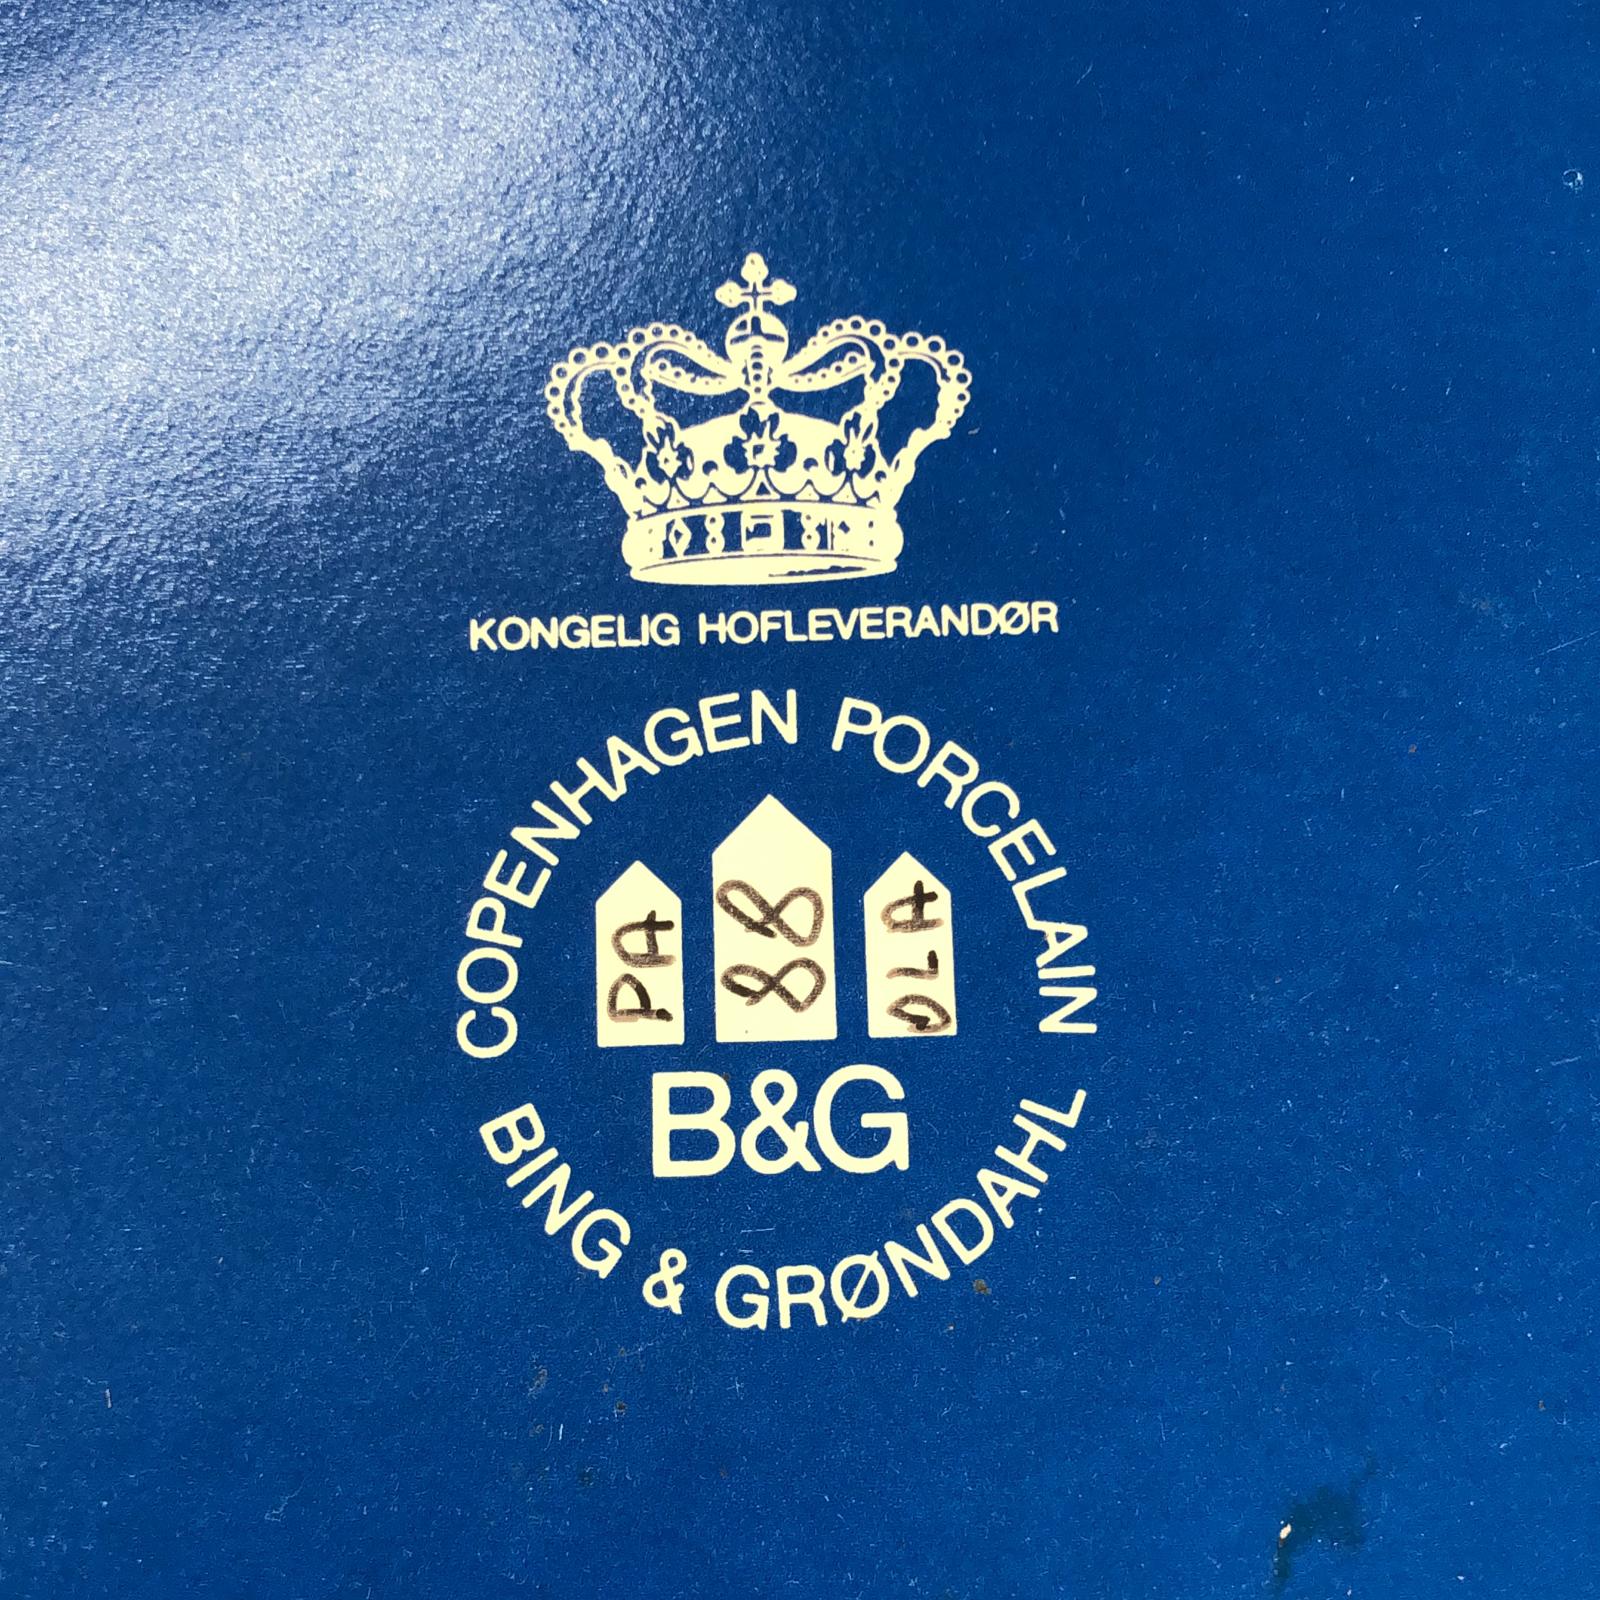 KONGELIG HOFLEVERANDØR
COPENHAGEN PORCELAIN
PA
88
B&G
BING & GRØNDAHL